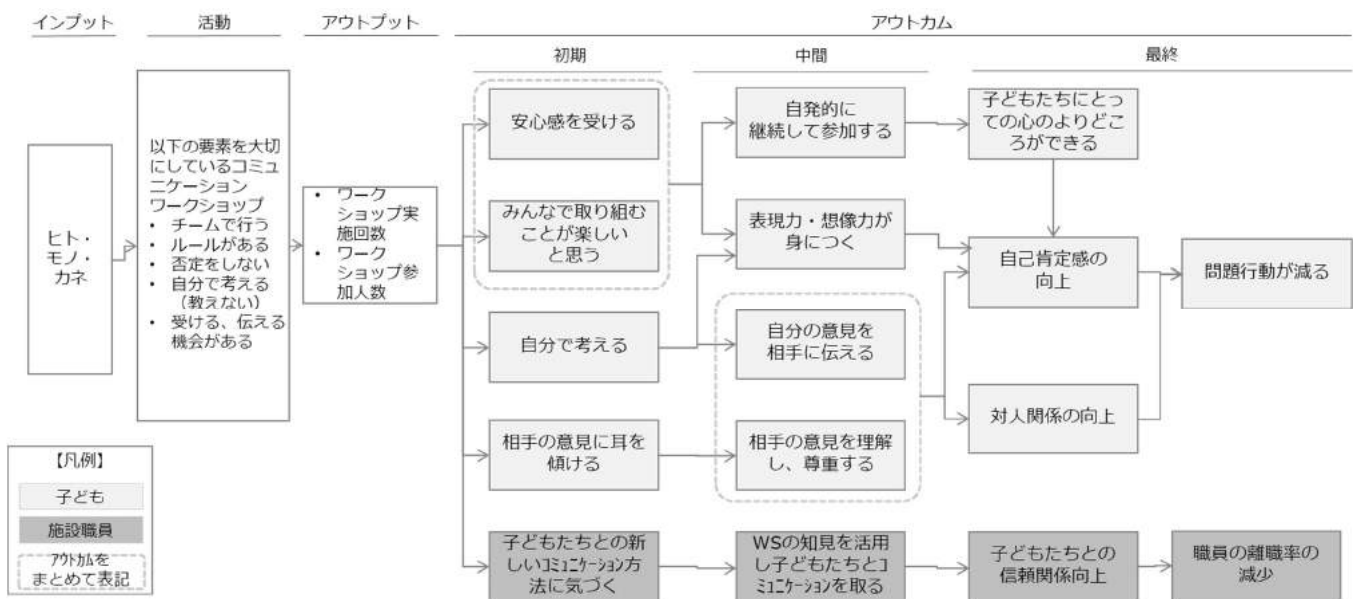 インプット
活動
アウトプット
アウトカム
初期
中間
最終
ヒト・
モノ・
カネ
以下の要素を大切
にしているコミュ
ニケーション
ワークショップ
• チームで行う
• ルールがある
• 否定をしない
• 自分で考える
（教えない）
• 受ける、伝える
機会がある
• ワーク
ショップ実
施回数
• ワーク
ショップ参
加人数
安心感を受ける
みんなで取り組む
ことが楽しい
と思う
自分で考える
相手の意見に耳を
傾ける
子どもたちとの新
しいｺﾐｭﾆｹｰｼｮﾝ方
法に気づく
自発的に
継続して参加する
表現力・想像力が
身につく
自分の意見を
相手に伝える
相手の意見を理解
し、尊重する
WSの知見を活用
し子どもたちとｺ
ﾐｭﾆｹｰｼｮﾝを取る
子どもたちにとっ
ての心のよりどこ
ろができる
自己肯定感の
向上
対人関係の向上
子どもたちとの
信頼関係向上
問題行動が減る
職員の離職率の
減少
【凡例】
子ども
施設職員
ｱｳﾄｶﾑを
まとめて表記